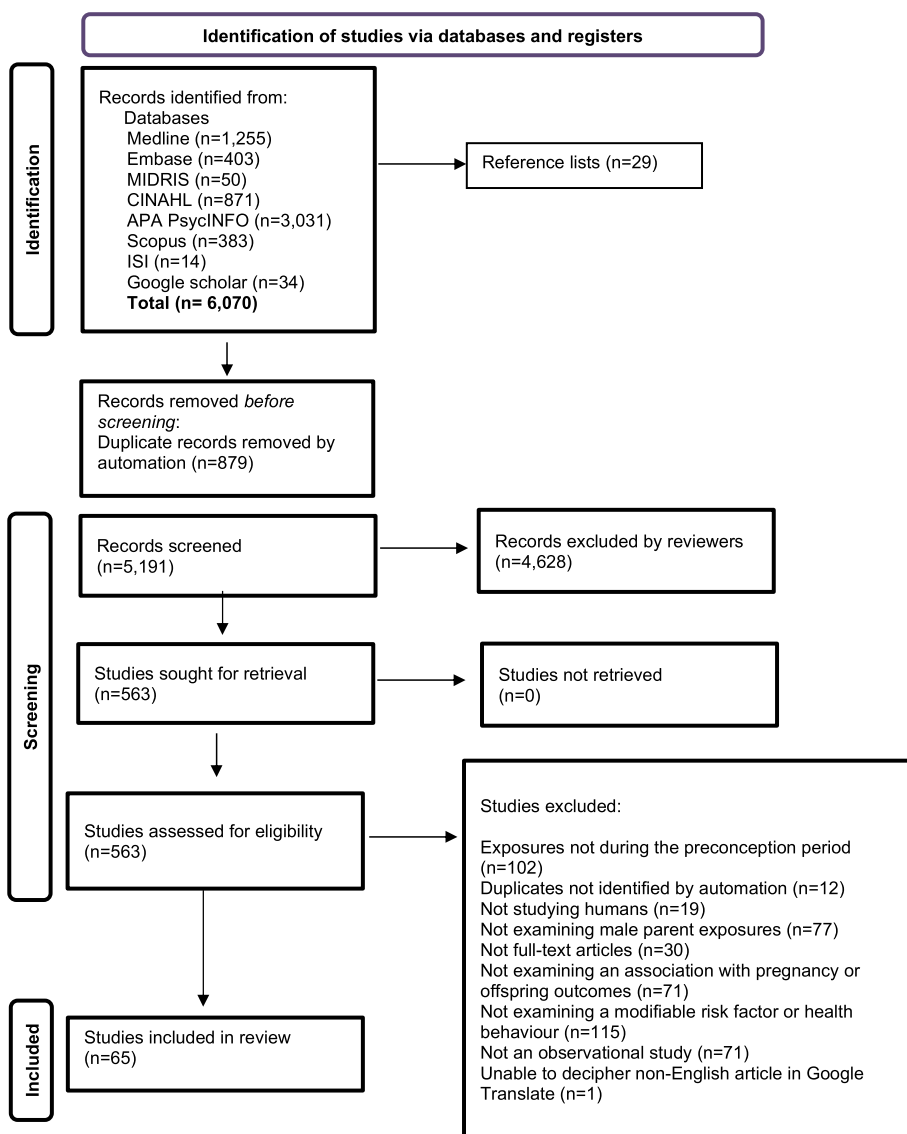 Identification of studies via databases and registers
Identification
Records identified from:
Databases
Medline (n=1,255)
Embase (n=403)
MIDRIS (n=50)
CINAHL (n=871)
APA PsycINFO (n=3,031)
Scopus (n=383)
ISI (n=14)
Google scholar (n=34)
Total (n= 6,070)
Reference lists (n=29)
Records removed before
screening:
Duplicate records removed by
automation (n=879)
Screening
Records screened
(n=5,191)
Records excluded by reviewers
(n=4,628)
Studies sought for retrieval
(n=563)
Studies not retrieved
(n=0)
Studies assessed for eligibility
(n=563)
Studies excluded:
Exposures not during the preconception period
(n=102)
Duplicates not identified by automation (n=12)
Not studying humans (n=19)
Not examining male parent exposures (n=77)
Not full-text articles (n=30)
Not examining an association with pregnancy or
offspring outcomes (n=71)
Not examining a modifiable risk factor or health
behaviour (n=115)
Not an observational study (n=71)
Unable to decipher non-English article in Google
Translate (n=1)
Included
Studies included in review
(n=65)